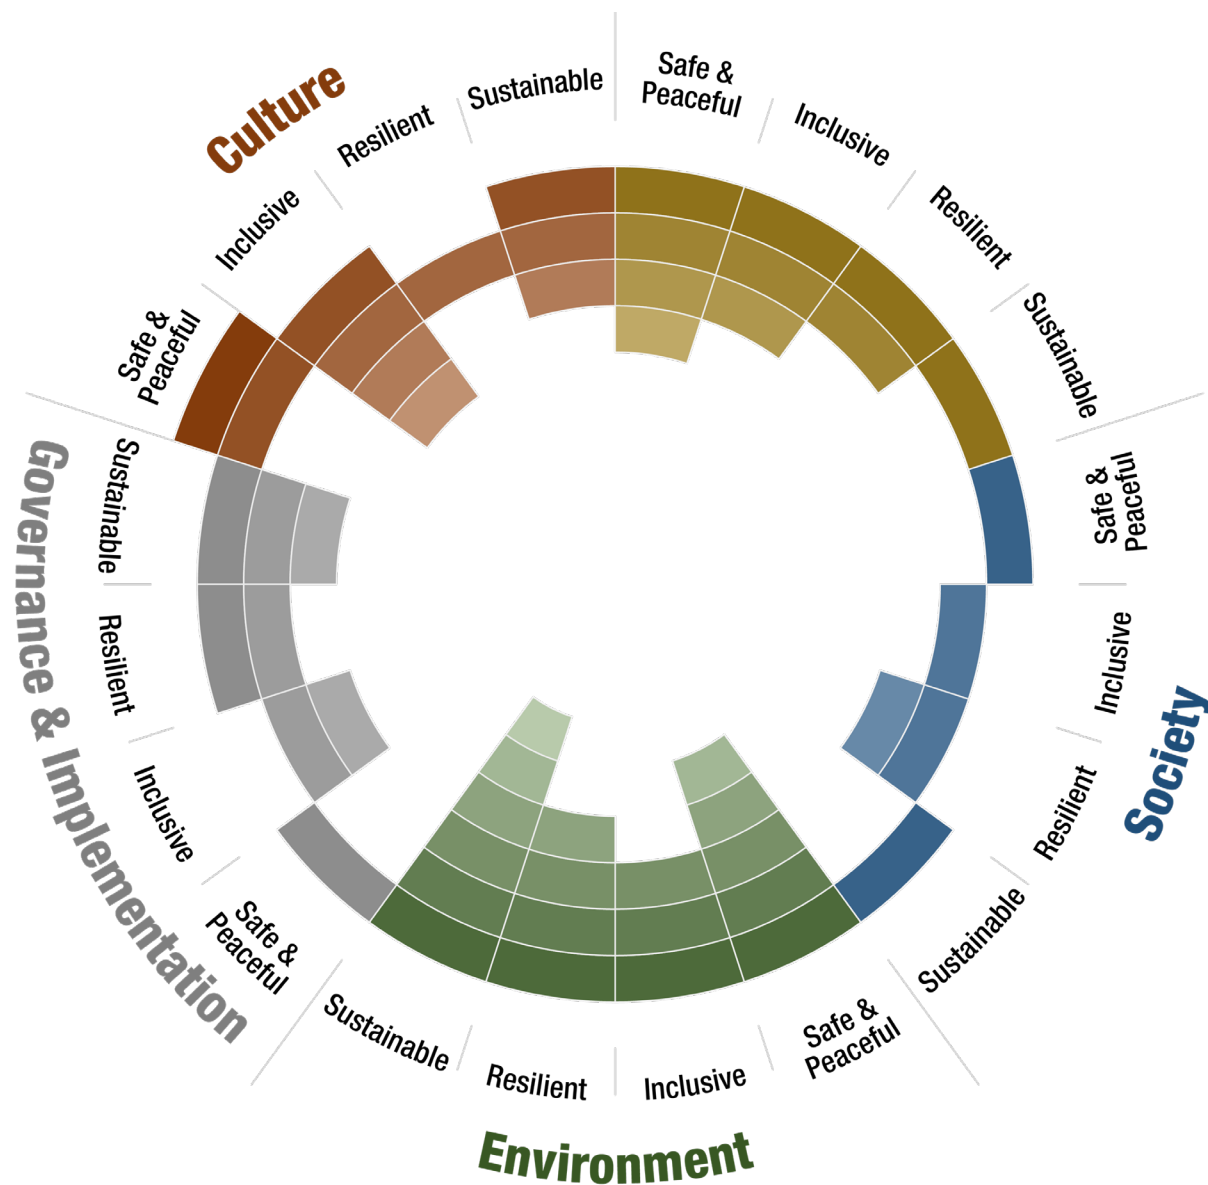 Culture
Sustainable
Resilient
Inclusive
Safe &
Peaceful
Safe &
Peaceful
Inclusive
Resilient
Sustainable
Society
Safe &
Peaceful
Inclusive
Resilient
Sustainable
Environment
Safe &
Peaceful
Inclusive
Resilient
Sustainable
Governance & Implementation
Safe &
Peaceful
Inclusive
Resilient
Sustainable